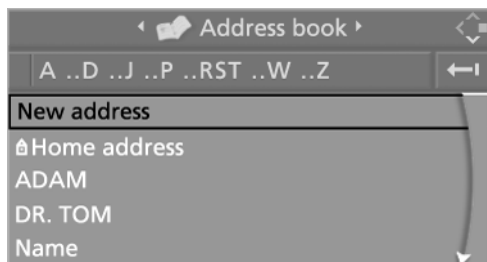 Address book
A ..D ..J ..P ..RST ..W ..Z
New address
Home address
ADAM
DR. TOM
Name